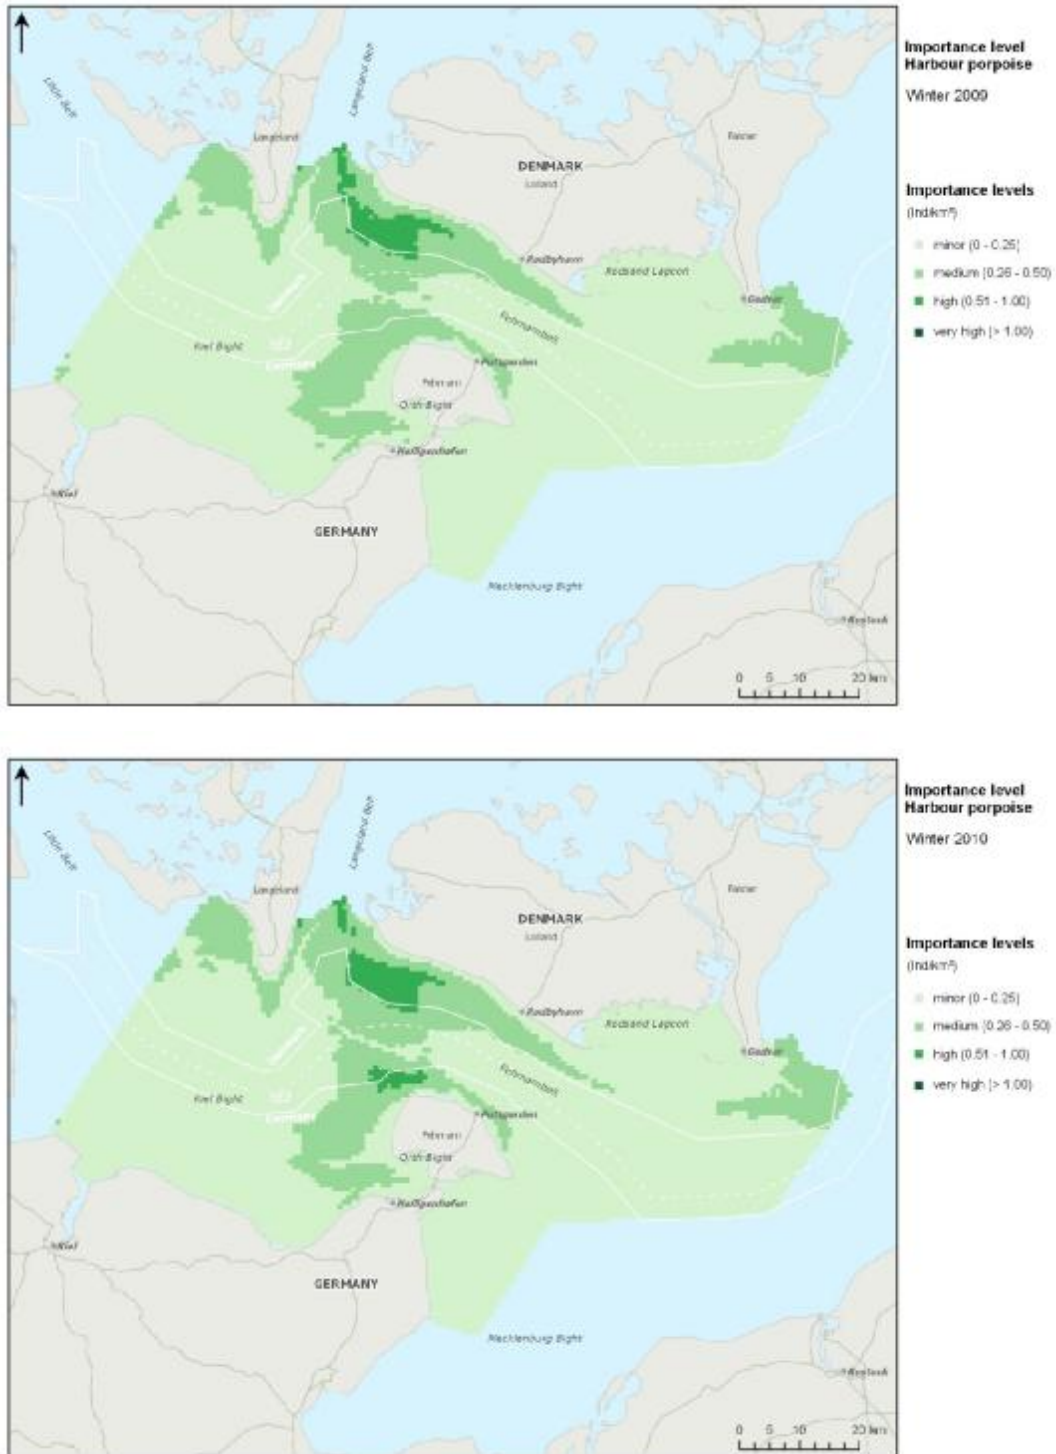 Importance level
Harbour porpoise
Winter 2009
Little Belt
Langeland Belt
Langeland
DENMARK
Lolland
Falster
Rødbyhavn
Rødsand Lagoon
Gedser
Fehmarnbelt
Kiel Bight
Puttgarden
Fehmarn
Orth Bight
Heiligenhafen
Kiel
GERMANY
Mecklenburg Bight
Rostock
0 5 10 20 km
Importance levels
(Ind/km²)
minor (0 - 0.25)
medium (0.26 - 0.50)
high (0.51 - 1.00)
very high (> 1.00)
Importance level
Harbour porpoise
Winter 2010
Little Belt
Langeland Belt
Langeland
DENMARK
Lolland
Falster
Rødbyhavn
Rødsand Lagoon
Gedser
Fehmarnbelt
Kiel Bight
Puttgarden
Fehmarn
Orth Bight
Heiligenhafen
Kiel
GERMANY
Mecklenburg Bight
Rostock
0 5 10 20 km
Importance levels
(Ind/km²)
minor (0 - 0.25)
medium (0.26 - 0.50)
high (0.51 - 1.00)
very high (> 1.00)